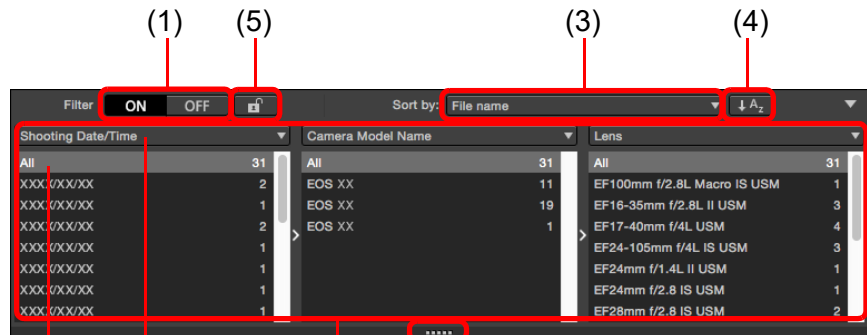 (1) (5) (3) (4)
Filter ON OFF Sort by: File name A Z
Shooting Date/Time Camera Model Name Lens
All 31 All 31 All 31
XXXX/XX/XX 2 EOS XX 11 EF100mm f/2.8L Macro IS USM 1
XXXX/XX/XX 1 EOS XX 19 EF16-35mm f/2.8L II USM 3
XXXX/XX/XX 2 EOS XX 1 EF17-40mm f/4L USM 4
XXXX/XX/XX 1 EF24-105mm f/4L IS USM 3
XXXX/XX/XX 1 EF24mm f/1.4L II USM 1
XXXX/XX/XX 1 EF24mm f/2.8 IS USM 1
XXXX/XX/XX 1 EF28mm f/2.8 IS USM 2